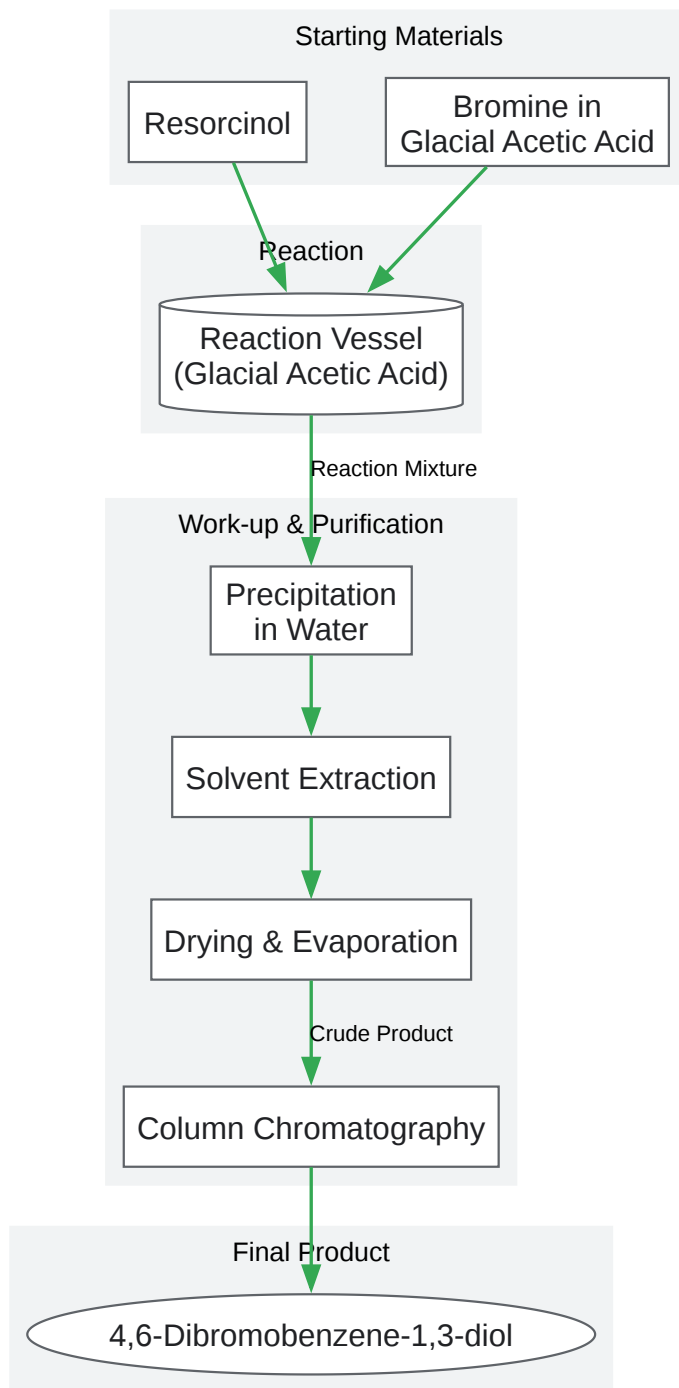 Starting Materials
Resorcinol
Bromine in
Glacial Acetic Acid
Reaction
Reaction Vessel
(Glacial Acetic Acid)
Reaction Mixture
Work-up & Purification
Precipitation
in Water
Solvent Extraction
Drying & Evaporation
Crude Product
Column Chromatography
Final Product
4,6-Dibromobenzene-1,3-diol